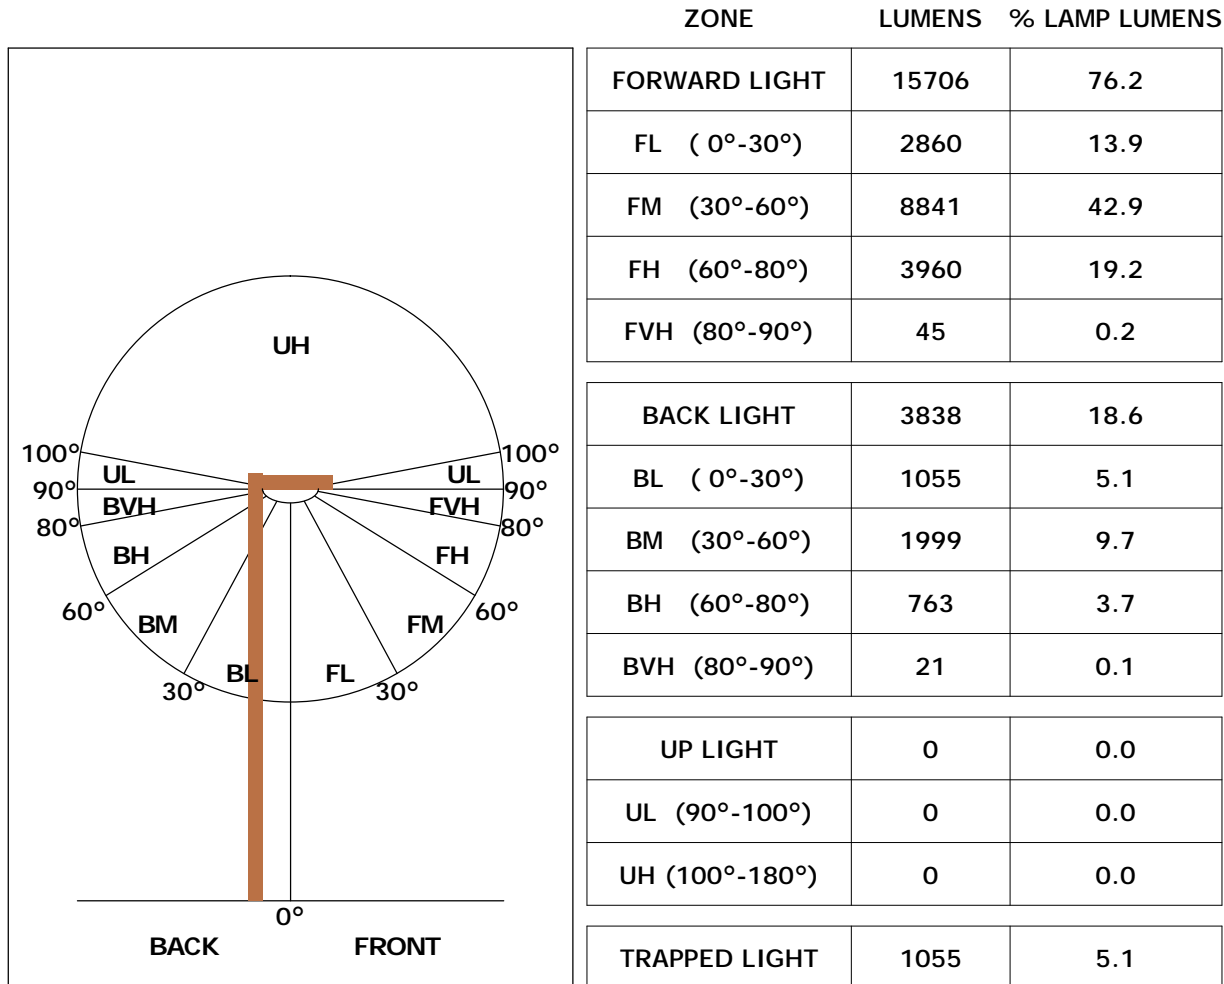 ZONE LUMENS % LAMP LUMENS
FORWARD LIGHT 15706 76.2
FL ( 0°-30°) 2860 13.9
FM (30°-60°) 8841 42.9
FH (60°-80°) 3960 19.2
FVH (80°-90°) 45 0.2
BACK LIGHT 3838 18.6
BL ( 0°-30°) 1055 5.1
BM (30°-60°) 1999 9.7
BH (60°-80°) 763 3.7
BVH (80°-90°) 21 0.1
UP LIGHT 0 0.0
UL (90°-100°) 0 0.0
UH (100°-180°) 0 0.0
TRAPPED LIGHT 1055 5.1
UH
100° 100°
UL UL
90° 90°
BVH FVH
80° 80°
BH FH
60° 60°
BM FM
BL FL
30° 30°
0°
BACK FRONT